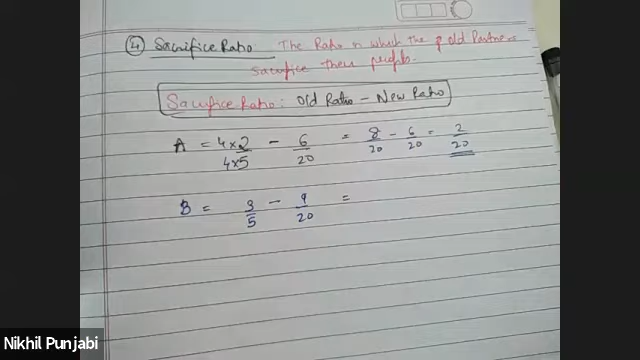 ④ Sacrifice Ratio: The Ratio in which the old Partners
sacrifice their profits.
Sacrifice Ratio: Old Ratio - New Ratio
A = 4×2/4×5 - 6/20 = 8/20 - 6/20 = 2/20
B = 3/5 - 9/20 =
Nikhil Punjabi